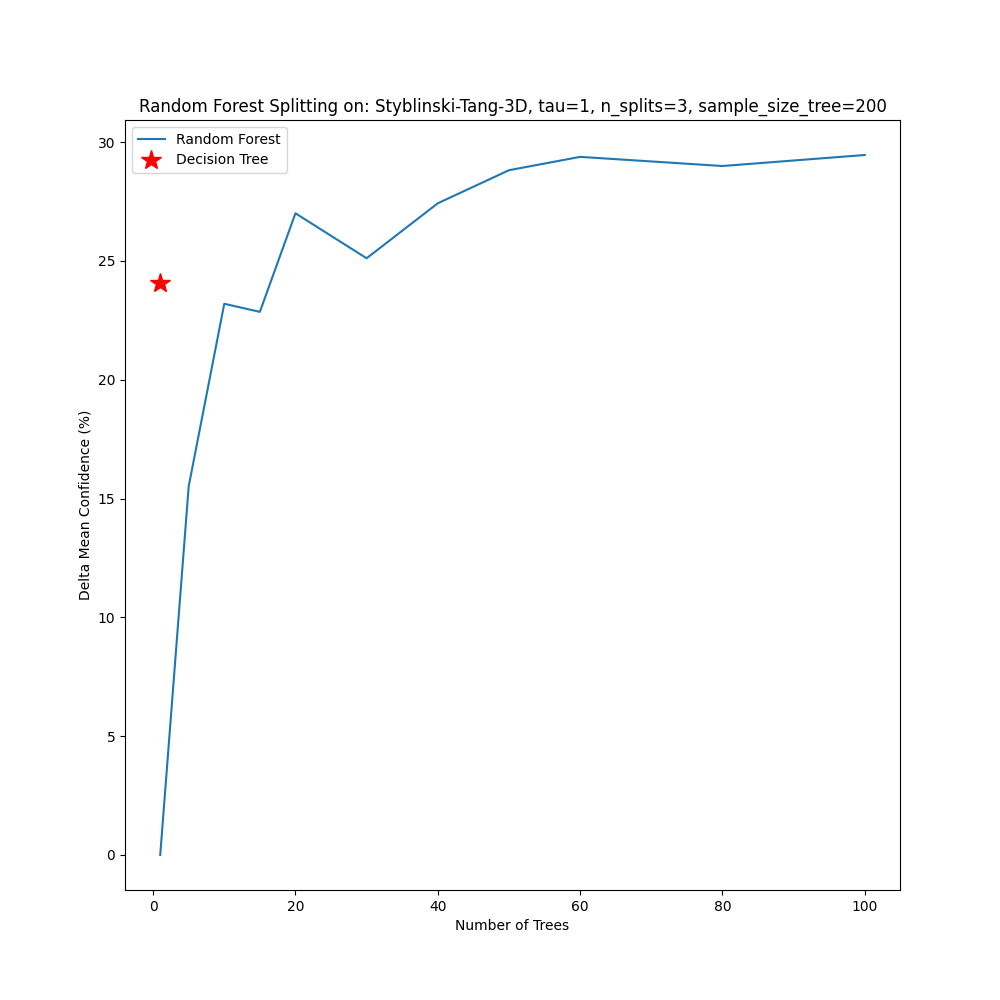 Random Forest Splitting on: Styblinski-Tang-3D, tau=1, n_splits=3, sample_size_tree=200
Random Forest
Decision Tree
30
25
20
15
10
5
0
Delta Mean Confidence (%)
0 20 40 60 80 100
Number of Trees